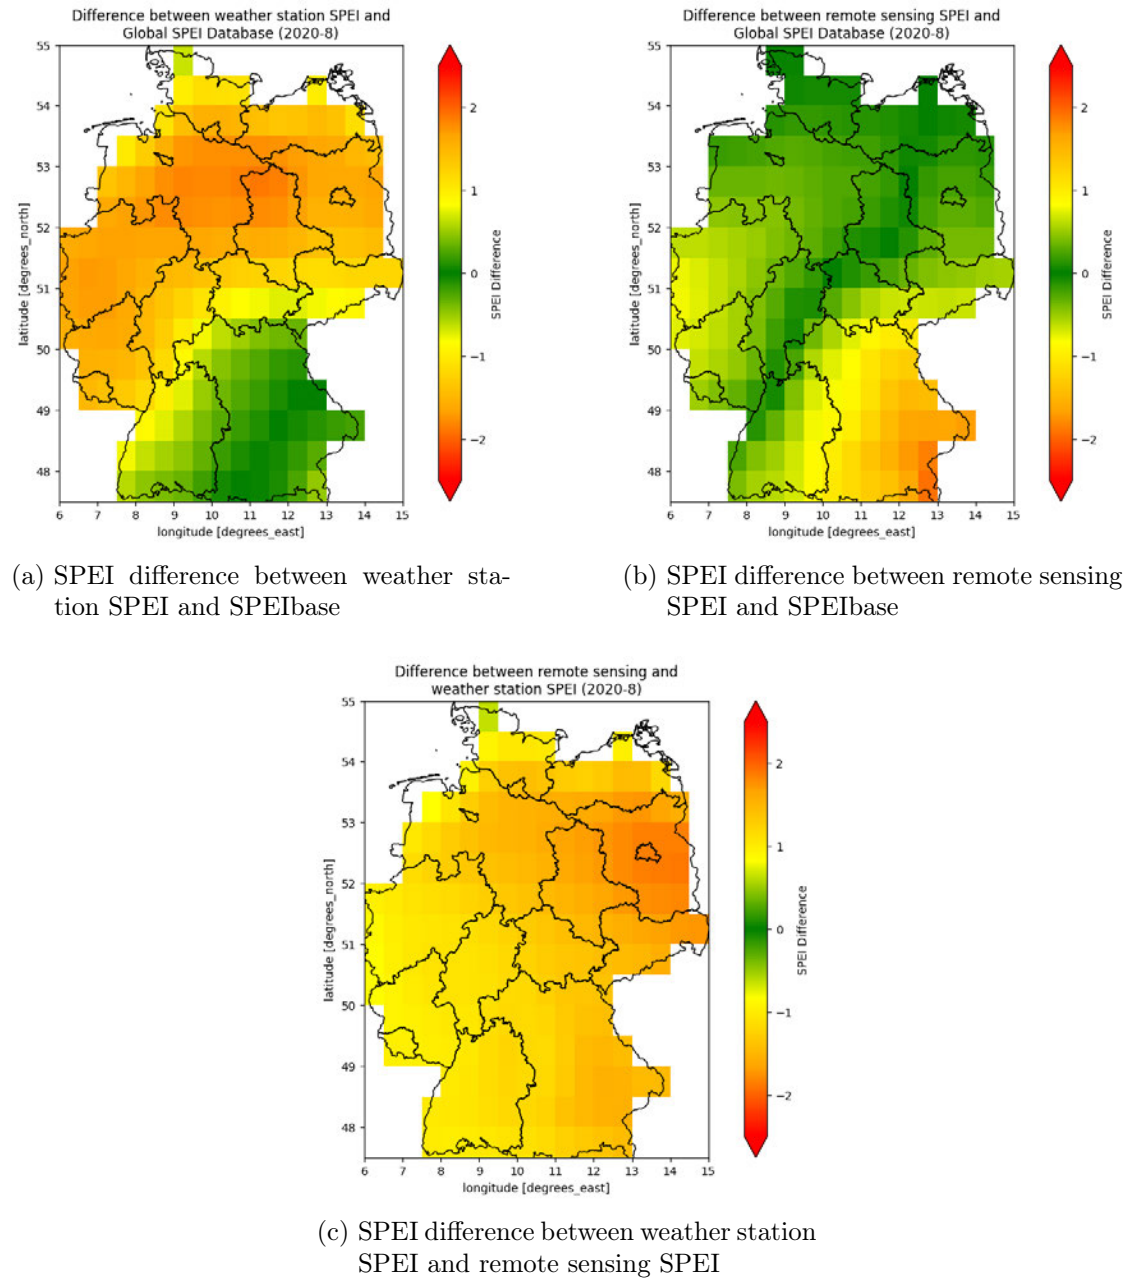 Difference between weather station SPEI and
Global SPEI Database (2020-8)
55
54
53
52
51
50
49
48
latitude [degrees_north]
6 7 8 9 10 11 12 13 14 15
longitude [degrees_east]
2
1
0
−1
−2
SPEI Difference
(a) SPEI difference between weather sta-
tion SPEI and SPEIbase
Difference between remote sensing SPEI and
Global SPEI Database (2020-8)
55
54
53
52
51
50
49
48
latitude [degrees_north]
6 7 8 9 10 11 12 13 14 15
longitude [degrees_east]
2
1
0
−1
−2
SPEI Difference
(b) SPEI difference between remote sensing
SPEI and SPEIbase
Difference between remote sensing and
weather station SPEI (2020-8)
55
54
53
52
51
50
49
48
latitude [degrees_north]
6 7 8 9 10 11 12 13 14 15
longitude [degrees_east]
2
1
0
−1
−2
SPEI Difference
(c) SPEI difference between weather station
SPEI and remote sensing SPEI